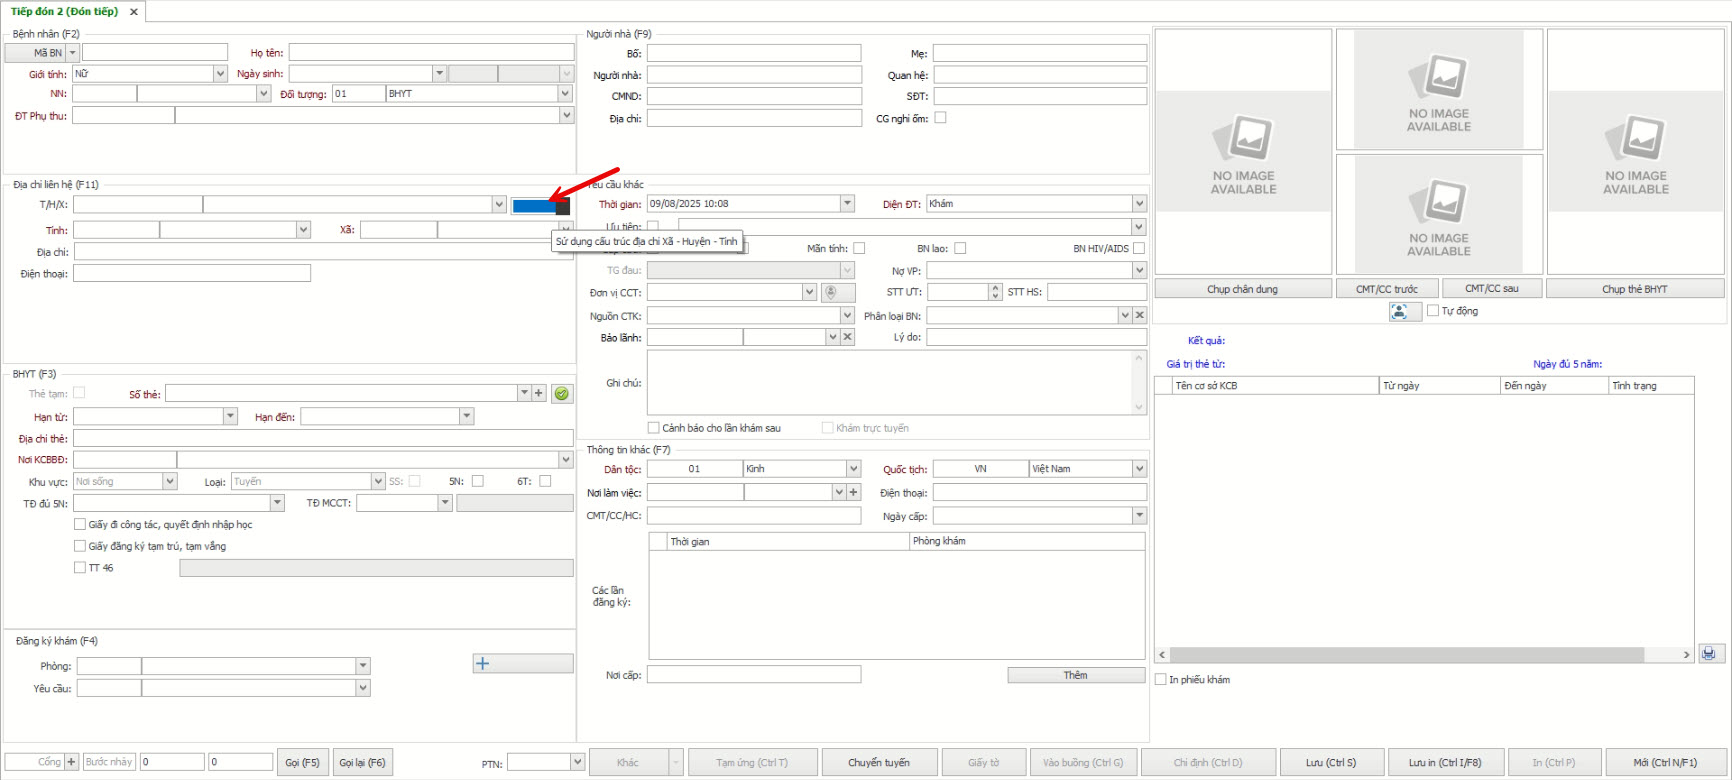 Tiếp đón 2 (Đón tiếp)
Bệnh nhân (F2)
Mã BN
Họ tên:
Giới tính: Nữ
Ngày sinh:
NN:
Đối tượng: 01 BHYT
ĐT Phụ thu:
Địa chỉ liên hệ (F11)
T/H/X:
Tỉnh:
Xã:
Địa chỉ:
Điện thoại:
Sử dụng cấu trúc địa chỉ Xã - Huyện - Tỉnh
BHYT (F3)
Thẻ tạm:
Số thẻ:
Hạn từ:
Hạn đến:
Địa chỉ thẻ:
Nơi KCBBĐ:
Khu vực: Nơi sống
Loại: Tuyến
SS:
5N:
6T:
TĐ đủ 5N:
TĐ MCCT:
Giấy đi công tác, quyết định nhập học
Giấy đăng ký tạm trú, tạm vắng
TT 46
Đăng ký khám (F4)
Phòng:
Yêu cầu:
Người nhà (F9)
Bố:
Mẹ:
Người nhà:
Quan hệ:
CMND:
SĐT:
Địa chỉ:
CG nghỉ ốm:
Yêu cầu khác
Thời gian: 09/08/2025 10:08
Diện ĐT: Khám
Ưu tiên:
Mãn tính:
BN lao:
BN HIV/AIDS
TG đau:
Nợ VP:
Đơn vị CCT:
STT ƯT:
STT HS:
Nguồn CTK:
Phân loại BN:
Bảo lãnh:
Lý do:
Ghi chú:
Cảnh báo cho lần khám sau
Khám trực tuyến
Thông tin khác (F7)
Dân tộc: 01 Kinh
Quốc tịch: VN Việt Nam
Nơi làm việc:
Điện thoại:
CMT/CC/HC:
Ngày cấp:
Thời gian
Phòng khám
Các lần
đăng ký:
Nơi cấp:
Thêm
NO IMAGE
AVAILABLE
NO IMAGE
AVAILABLE
NO IMAGE
AVAILABLE
NO IMAGE
AVAILABLE
Chụp chân dung
CMT/CC trước
CMT/CC sau
Chụp thẻ BHYT
Tự động
Kết quả:
Giá trị thẻ từ:
Ngày đủ 5 năm:
Tên cơ sở KCB
Từ ngày
Đến ngày
Tình trạng
In phiếu khám
Cổng
Bước nhảy
0
0
Gọi (F5)
Gọi lại (F6)
PTN:
Khác
Tạm ứng (Ctrl T)
Chuyển tuyến
Giấy tờ
Vào buồng (Ctrl G)
Chỉ định (Ctrl D)
Lưu (Ctrl S)
Lưu in (Ctrl I/F8)
In (Ctrl P)
Mới (Ctrl N/F1)